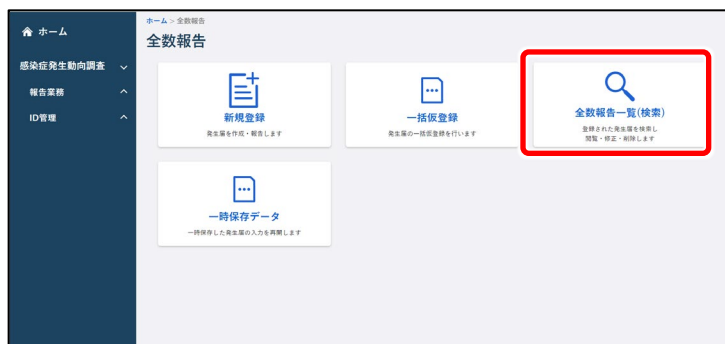 ホーム
感染症発生動向調査
報告業務
ID管理
ホーム > 全数報告
全数報告
新規登録
発生届を作成・報告します
一括仮登録
発生届の一括仮登録を行います
全数報告一覧(検索)
登録された発生届を検索し
閲覧・修正・削除します
一時保存データ
一時保存した発生届の入力を再開します